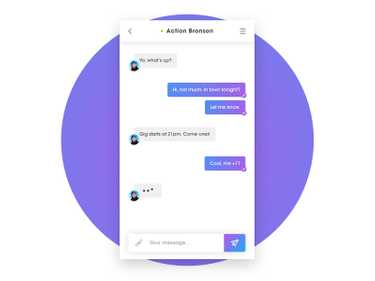 Action Bronson
Yo, what's up?
Hi, not much. In town tonight?
Let me know.
Gig starts at 21pm. Come one!
Cool, me +1?
Your message...